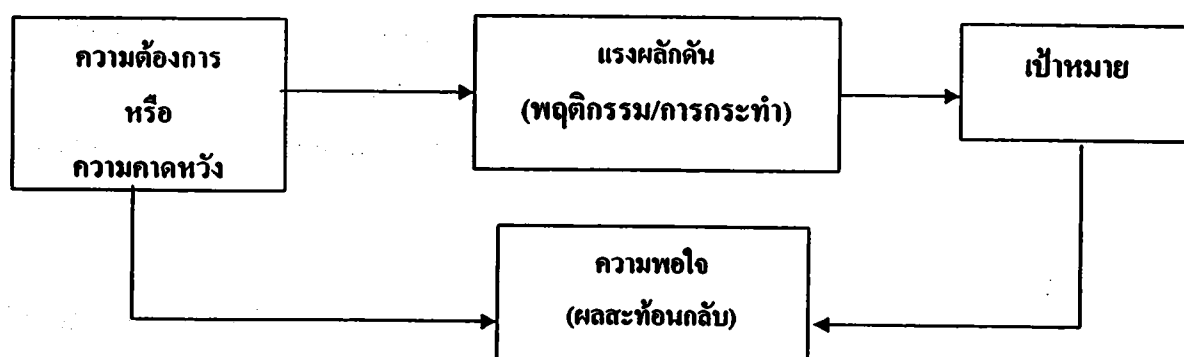 ความต้องการ
หรือ
ความคาดหวัง
แรงผลักดัน
(พฤติกรรม/การกระทำ)
เป้าหมาย
ความพอใจ
(ผลสะท้อนกลับ)